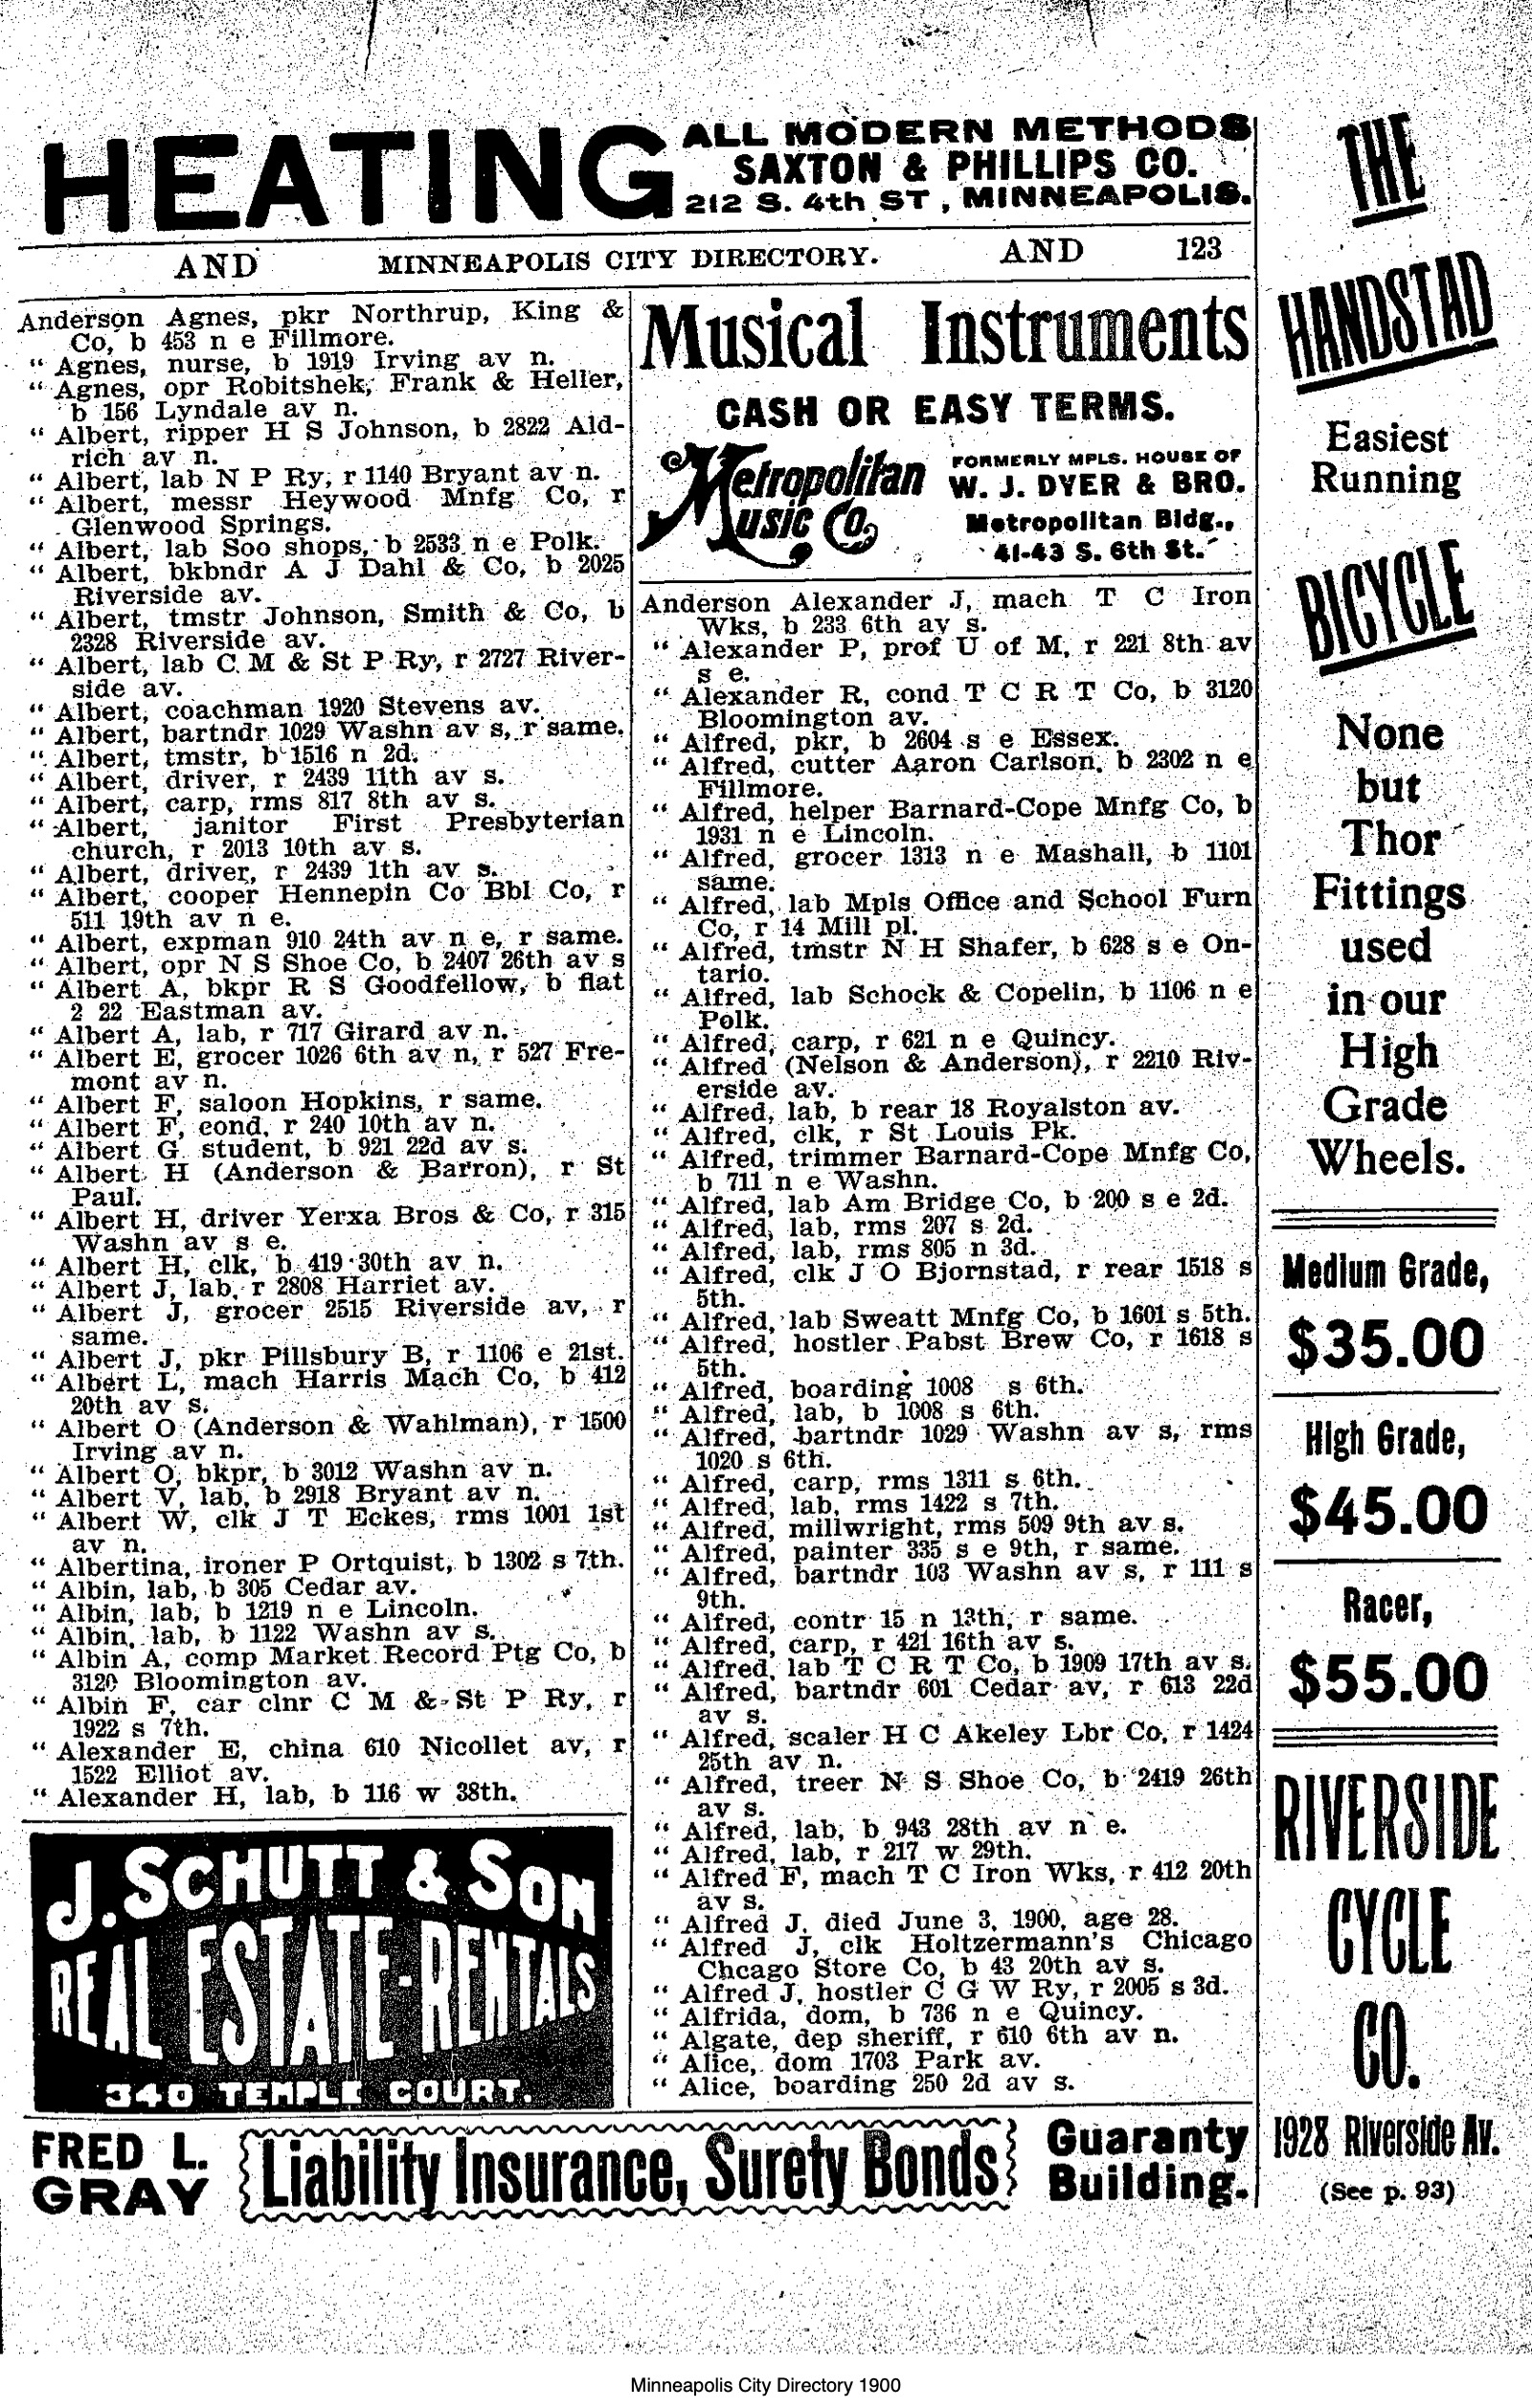 HEATING
ALL MODERN METHODS
SAXTON & PHILLIPS CO.
212 S. 4th ST, MINNEAPOLIS.
AND MINNEAPOLIS CITY DIRECTORY. AND 123
Anderson Agnes, pkr Northrup, King &
Co, b 453 n e Fillmore.
" Agnes, nurse, b 1919 Irving av n.
" Agnes, opr Robitshek, Frank & Heller,
b 156 Lyndale av n.
" Albert, ripper H S Johnson, b 2822 Ald-
rich av n.
" Albert, lab N P Ry, r 1140 Bryant av n.
" Albert, messr Heywood Mnfg Co, r
Glenwood Springs.
" Albert, lab Soo shops, b 2533 n e Polk.
" Albert, bkbndr A J Dahl & Co, b 2025
Riverside av.
" Albert, tmstr Johnson, Smith & Co, b
2328 Riverside av.
" Albert, lab C M & St P Ry, r 2727 River-
side av.
" Albert, coachman 1920 Stevens av.
" Albert, bartndr 1029 Washn av s, r same.
" Albert, tmstr, b 1516 n 2d.
" Albert, driver, r 2439 11th av s.
" Albert, carp, rms 817 8th av s.
" Albert, janitor First Presbyterian
church, r 2013 10th av s.
" Albert, driver, r 2439 1th av s.
" Albert, cooper Hennepin Co Bbl Co, r
511 19th av n e.
" Albert, expman 910 24th av n e, r same.
" Albert, opr N S Shoe Co, b 2407 26th av s
" Albert A, bkpr R S Goodfellow, b flat
2 22 Eastman av.
" Albert A, lab, r 717 Girard av n.
" Albert E, grocer 1026 6th av n, r 527 Fre-
mont av n.
" Albert F, saloon Hopkins, r same.
" Albert F, cond, r 240 10th av n.
" Albert G student, b 921 22d av s.
" Albert H (Anderson & Barron), r St
Paul.
" Albert H, driver Yerxa Bros & Co, r 315
Washn av s e.
" Albert H, clk, b 419 30th av n.
" Albert J, lab, r 2808 Harriet av.
" Albert J, grocer 2515 Riverside av, r
same.
" Albert J, pkr Pillsbury B, r 1106 e 21st.
" Albert L, mach Harris Mach Co, b 412
20th av s.
" Albert O (Anderson & Wahlman), r 1500
Irving av n.
" Albert O, bkpr, b 3012 Washn av n.
" Albert V, lab, b 2918 Bryant av n.
" Albert W, clk J T Eckes, rms 1001 1st
av n.
" Albertina, ironer P Ortquist, b 1302 s 7th.
" Albin, lab, b 305 Cedar av.
" Albin, lab, b 1219 n e Lincoln.
" Albin, lab, b 1122 Washn av s.
" Albin A, comp Market Record Ptg Co, b
3120 Bloomington av.
" Albin F, car clnr C M & St P Ry, r
1922 s 7th.
" Alexander E, china 610 Nicollet av, r
1522 Elliot av.
" Alexander H, lab, b 116 w 38th.
J. SCHUTT & SON
REAL ESTATE-RENTALS
340 TEMPLE COURT.
Musical Instruments
CASH OR EASY TERMS.
Metropolitan
Music Co.
FORMERLY MPLS. HOUSE OF
W. J. DYER & BRO.
Metropolitan Bldg.,
41-43 S. 6th St.
Anderson Alexander J, mach T C Iron
Wks, b 233 6th av s.
" Alexander P, prof U of M, r 221 8th av
s e.
" Alexander R, cond T C R T Co, b 3120
Bloomington av.
" Alfred, pkr, b 2604 s e Essex.
" Alfred, cutter Aaron Carlson, b 2302 n e
Fillmore.
" Alfred, helper Barnard-Cope Mnfg Co, b
1931 n e Lincoln.
" Alfred, grocer 1313 n e Mashall, b 1101
same.
" Alfred, lab Mpls Office and School Furn
Co, r 14 Mill pl.
" Alfred, tmstr N H Shafer, b 628 s e On-
tario.
" Alfred, lab Schock & Copelin, b 1106 n e
Polk.
" Alfred, carp, r 621 n e Quincy.
" Alfred (Nelson & Anderson), r 2210 Riv-
erside av.
" Alfred, lab, b rear 18 Royalston av.
" Alfred, clk, r St Louis Pk.
" Alfred, trimmer Barnard-Cope Mnfg Co,
b 711 n e Washn.
" Alfred, lab Am Bridge Co, b 200 s e 2d.
" Alfred, lab, rms 207 s 2d.
" Alfred, lab, rms 805 n 3d.
" Alfred, clk J O Bjornstad, r rear 1518 s
5th.
" Alfred, lab Sweatt Mnfg Co, b 1601 s 5th.
" Alfred, hostler Pabst Brew Co, r 1618 s
5th.
" Alfred, boarding 1008 s 6th.
" Alfred, lab, b 1008 s 6th.
" Alfred, bartndr 1029 Washn av s, rms
1020 s 6th.
" Alfred, carp, rms 1311 s 6th.
" Alfred, lab, rms 1422 s 7th.
" Alfred, millwright, rms 509 9th av s.
" Alfred, painter 335 s e 9th, r same.
" Alfred, bartndr 103 Washn av s, r 111 s
9th.
" Alfred, contr 15 n 13th, r same.
" Alfred, carp, r 421 16th av s.
" Alfred, lab T C R T Co, b 1909 17th av s.
" Alfred, bartndr 601 Cedar av, r 613 22d
av s.
" Alfred, scaler H C Akeley Lbr Co, r 1424
25th av n.
" Alfred, treer N S Shoe Co, b 2419 26th
av s.
" Alfred, lab, b 943 28th av n e.
" Alfred, lab, r 217 w 29th.
" Alfred F, mach T C Iron Wks, r 412 20th
av s.
" Alfred J, died June 3, 1900, age 28.
" Alfred J, clk Holtzermann's Chicago
Chcago Store Co, b 43 20th av s.
" Alfred J, hostler C G W Ry, r 2005 s 3d.
" Alfrida, dom, b 736 n e Quincy.
" Algate, dep sheriff, r 610 6th av n.
" Alice, dom 1703 Park av.
" Alice, boarding 250 2d av s.
THE
HANDSTAD
Easiest
Running
BICYCLE
None
but
Thor
Fittings
used
in our
High
Grade
Wheels.
Medium Grade,
$35.00
High Grade,
$45.00
Racer,
$55.00
RIVERSIDE
CYCLE
CO.
1928 Riverside Av.
(See p. 93)
FRED L.
GRAY
Liability Insurance, Surety Bonds
Guaranty
Building.
Minneapolis City Directory 1900